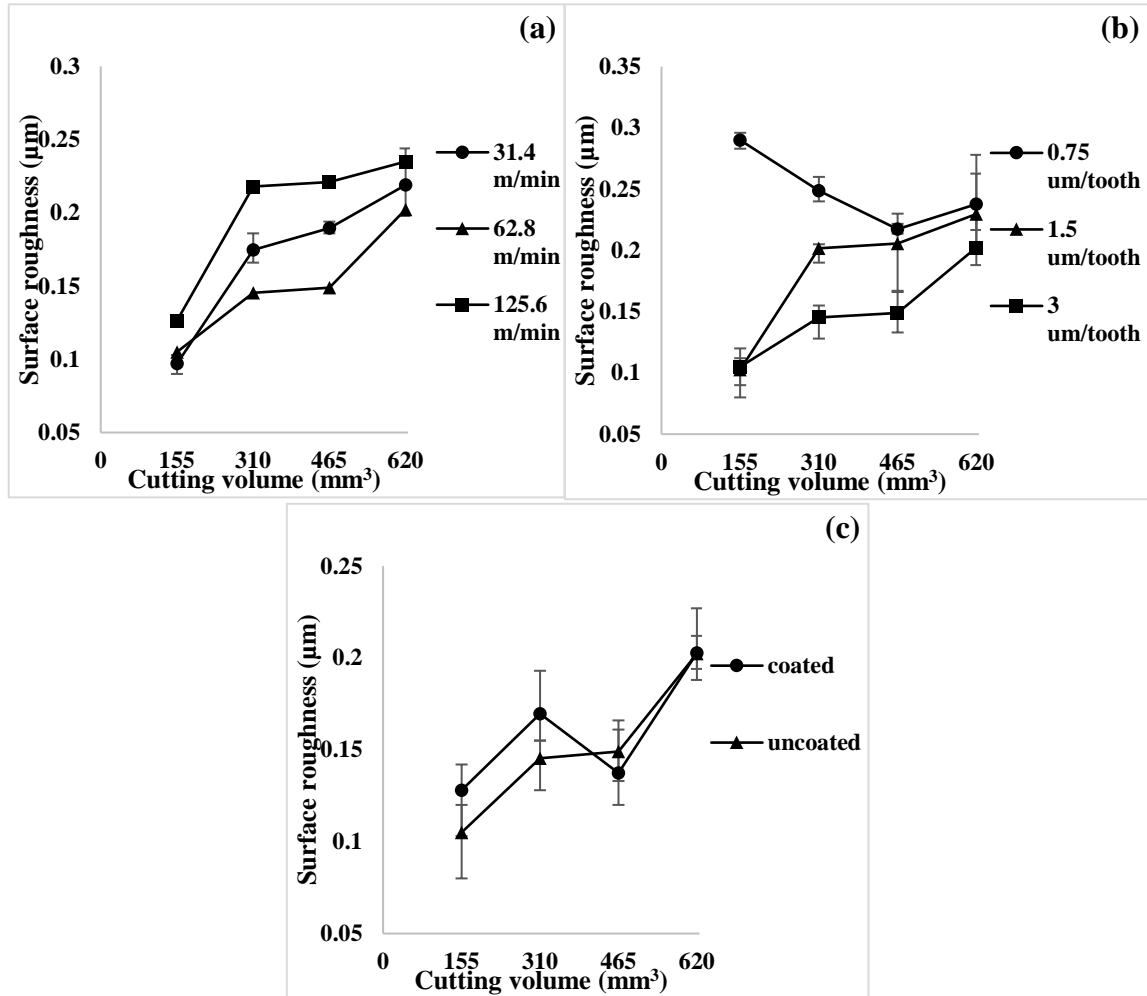 (a)
Surface roughness (µm)
0.3
0.25
0.2
0.15
0.1
0.05
0 155 310 465 620
Cutting volume (mm³)
31.4
m/min
62.8
m/min
125.6
m/min
(b)
Surface roughness (µm)
0.35
0.3
0.25
0.2
0.15
0.1
0.05
0 155 310 465 620
Cutting volume (mm³)
0.75
um/tooth
1.5
um/tooth
3
um/tooth
(c)
Surface roughness (µm)
0.25
0.2
0.15
0.1
0.05
0 155 310 465 620
Cutting volume (mm³)
coated
uncoated